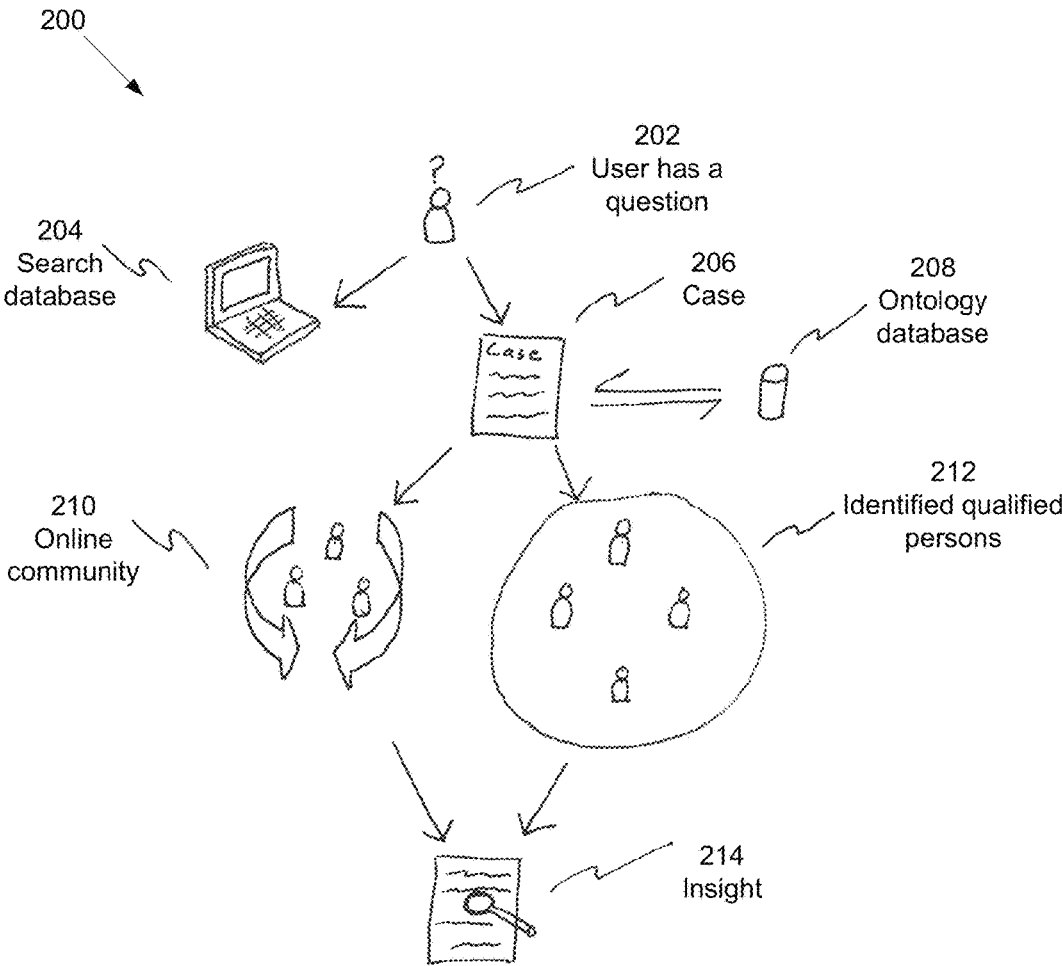 200
202
User has a
question
?
204
Search
database
206
Case
208
Ontology
database
Case
210
Online
community
212
Identified qualified
persons
214
Insight